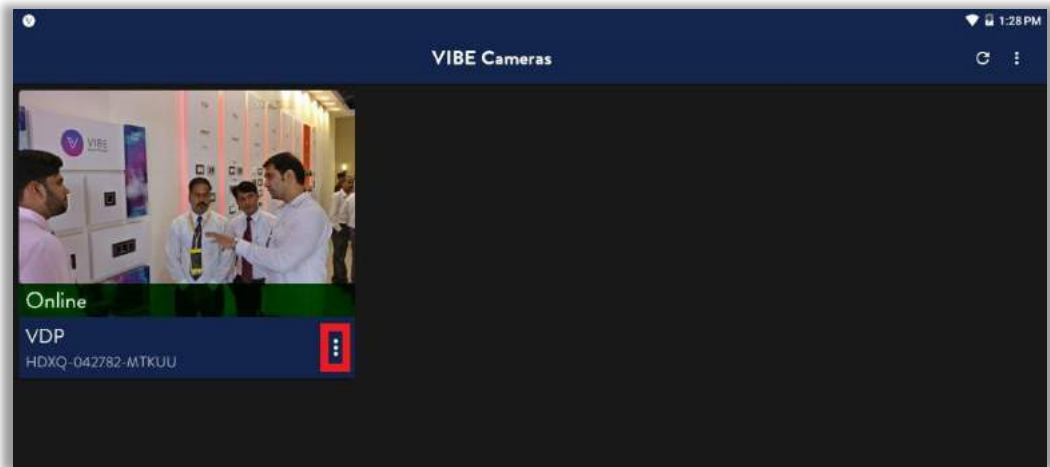 1:28 PM
VIBE Cameras
VIBE
Online
VDP
HDXQ-042782-MTKUU